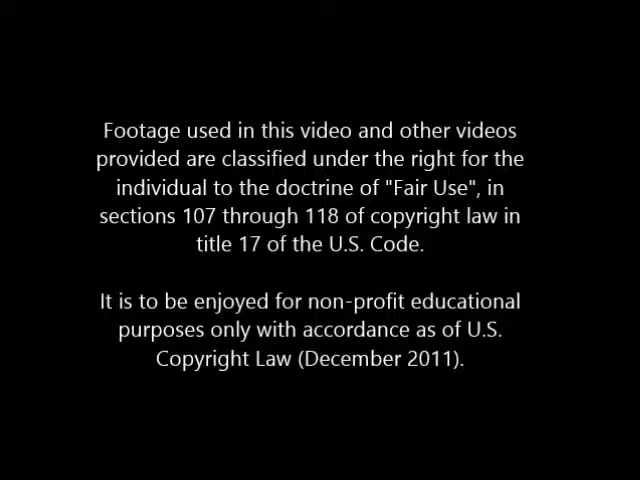 Footage used in this video and other videos
provided are classified under the right for the
individual to the doctrine of "Fair Use", in
sections 107 through 118 of copyright law in
title 17 of the U.S. Code.
It is to be enjoyed for non-profit educational
purposes only with accordance as of U.S.
Copyright Law (December 2011).